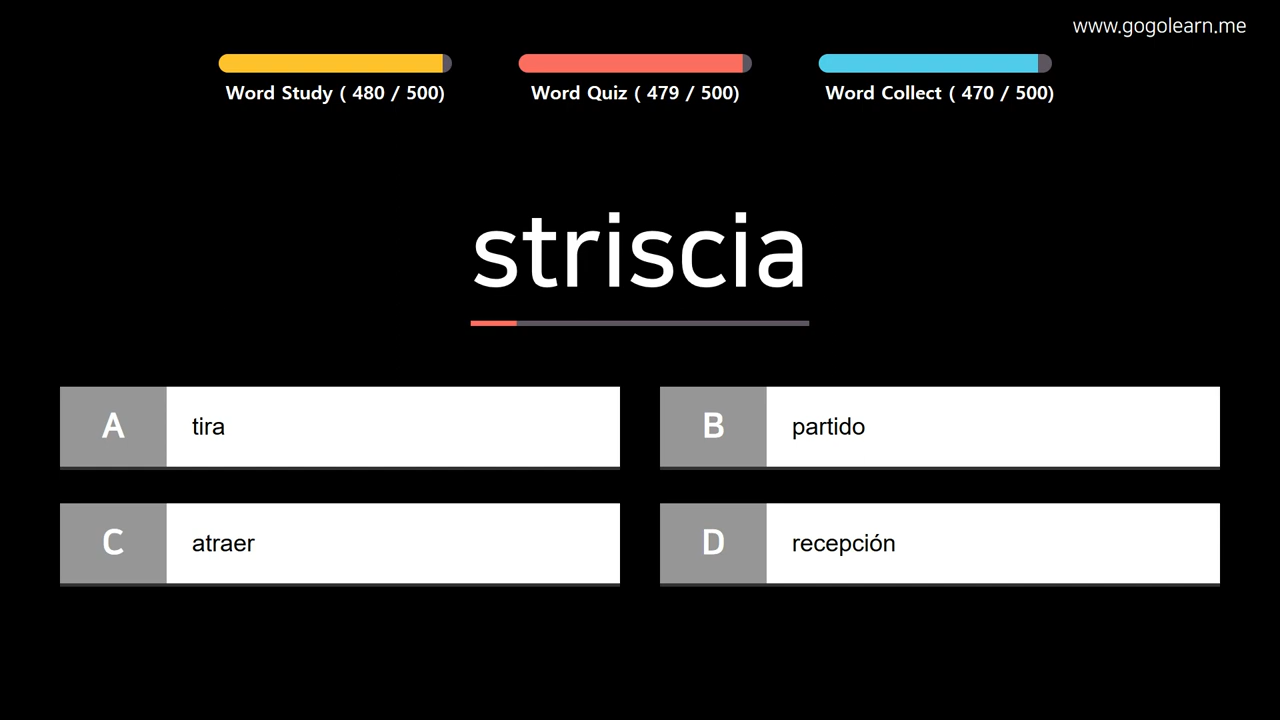 www.gogolearn.me
Word Study ( 480 / 500)
Word Quiz ( 479 / 500)
Word Collect ( 470 / 500)
striscia
A tira
B partido
C atraer
D recepción